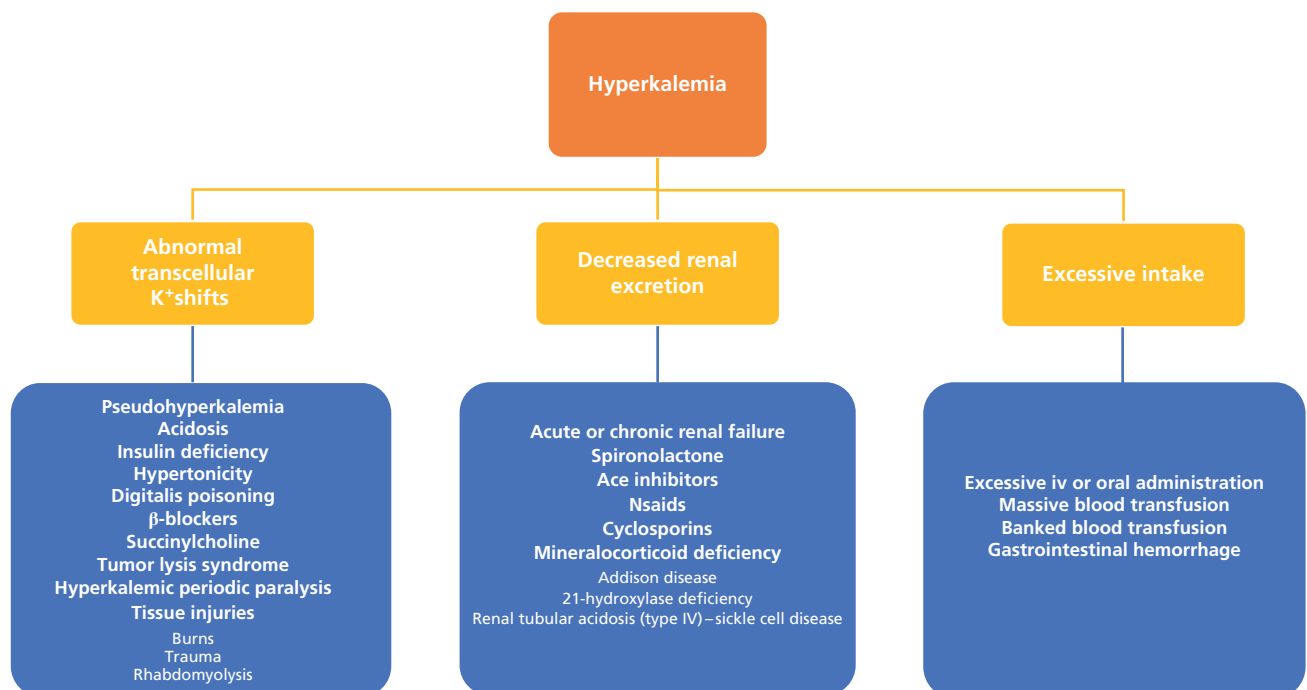 Hyperkalemia
Abnormal
transcellular
K⁺shifts
Decreased renal
excretion
Excessive intake
Pseudohyperkalemia
Acidosis
Insulin deficiency
Hypertonicity
Digitalis poisoning
β-blockers
Succinylcholine
Tumor lysis syndrome
Hyperkalemic periodic paralysis
Tissue injuries
Burns
Trauma
Rhabdomyolysis
Acute or chronic renal failure
Spironolactone
Ace inhibitors
Nsaids
Cyclosporins
Mineralocorticoid deficiency
Addison disease
21-hydroxylase deficiency
Renal tubular acidosis (type IV)–sickle cell disease
Excessive iv or oral administration
Massive blood transfusion
Banked blood transfusion
Gastrointestinal hemorrhage